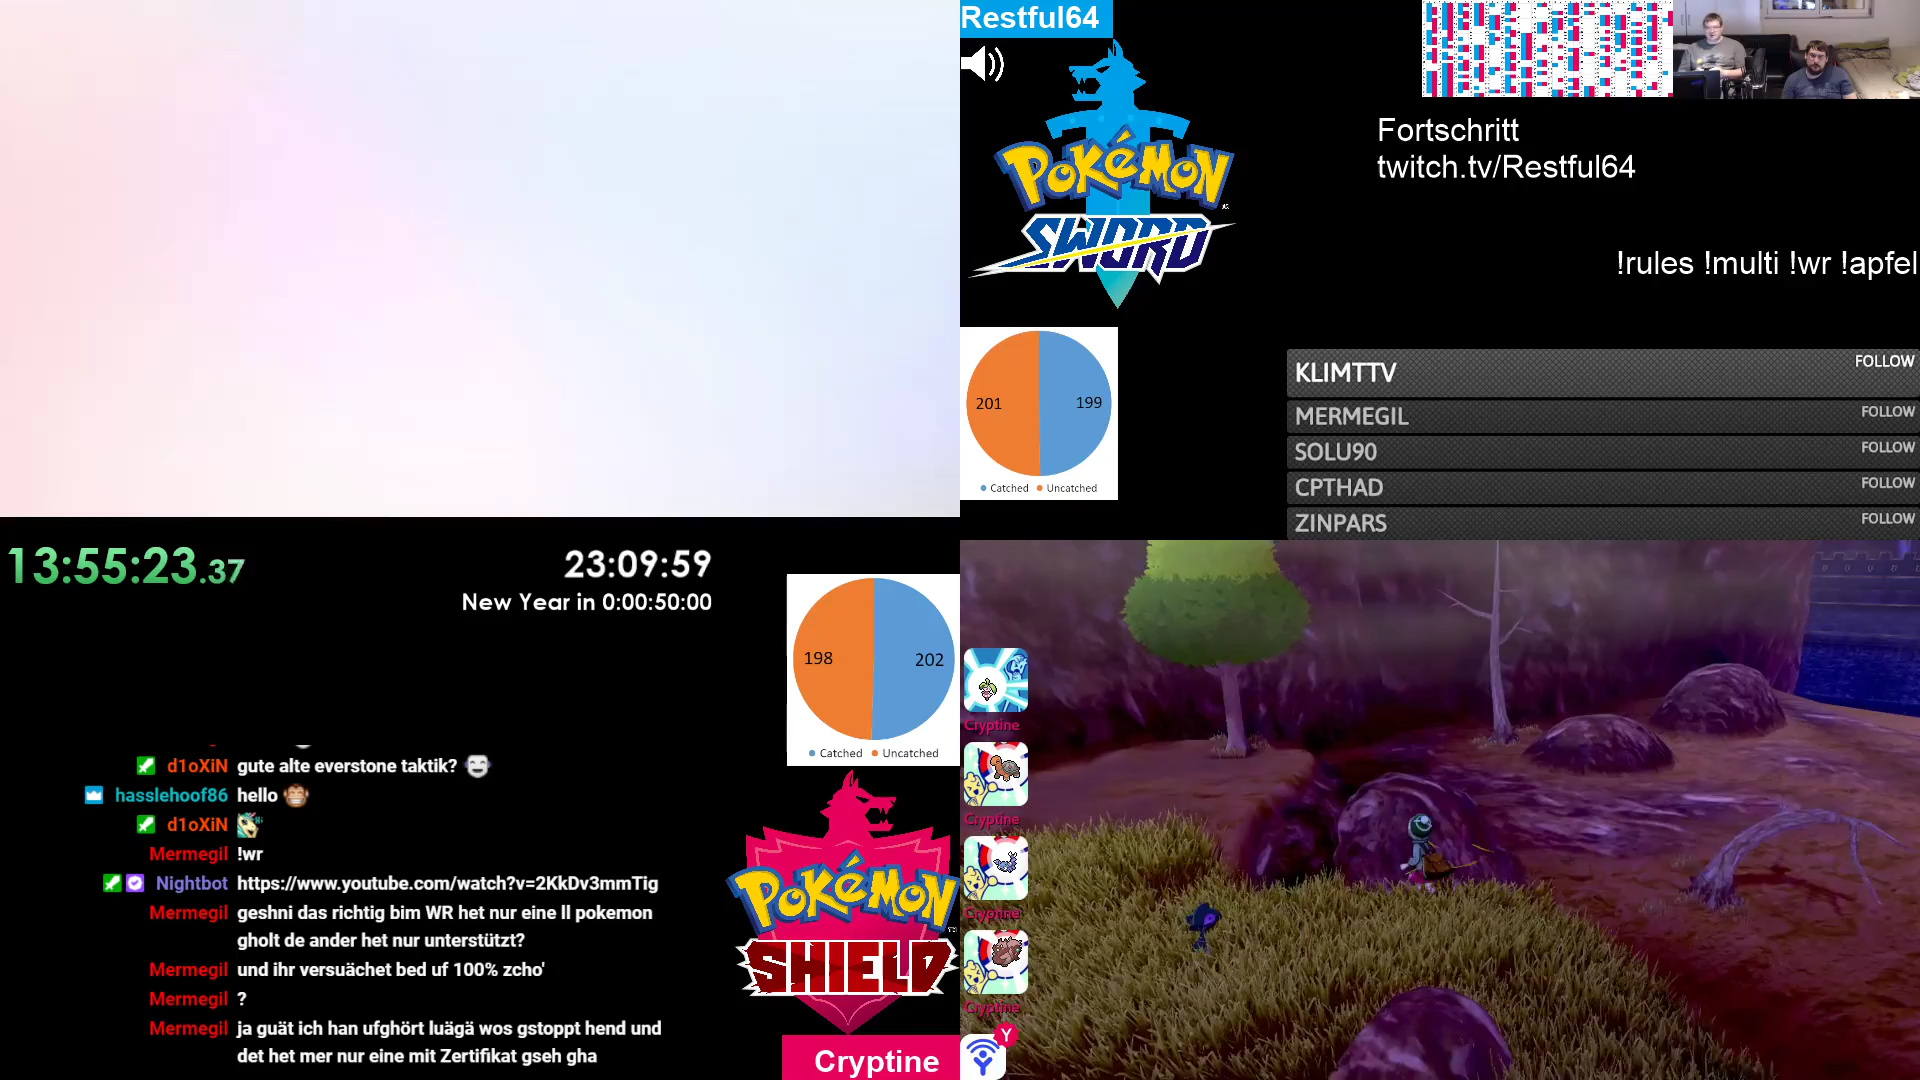 Restful64
POKéMON
SWORD
Fortschritt
twitch.tv/Restful64
!rules !multi !wr !apfel
201
199
Catched
Uncatched
KLIMTTV
FOLLOW
MERMEGIL
FOLLOW
SOLU90
FOLLOW
CPTHAD
FOLLOW
ZINPARS
FOLLOW
13:55:23.37
23:09:59
New Year in 0:00:50:00
198
202
Catched
Uncatched
d1oXiN gute alte everstone taktik?
hasslehoof86 hello
d1oXiN
Mermegil !wr
Nightbot https://www.youtube.com/watch?v=2KkDv3mmTig
Mermegil geshni das richtig bim WR het nur eine ll pokemon
gholt de ander het nur unterstützt?
Mermegil und ihr versuächet bed uf 100% zcho'
Mermegil ?
Mermegil ja guät ich han ufghört luägä wos gstoppt hend und
det het mer nur eine mit Zertifikat gseh gha
POKéMON
SHIELD
Cryptine
Cryptine
Cryptine
Cryptine
Cryptine
Y